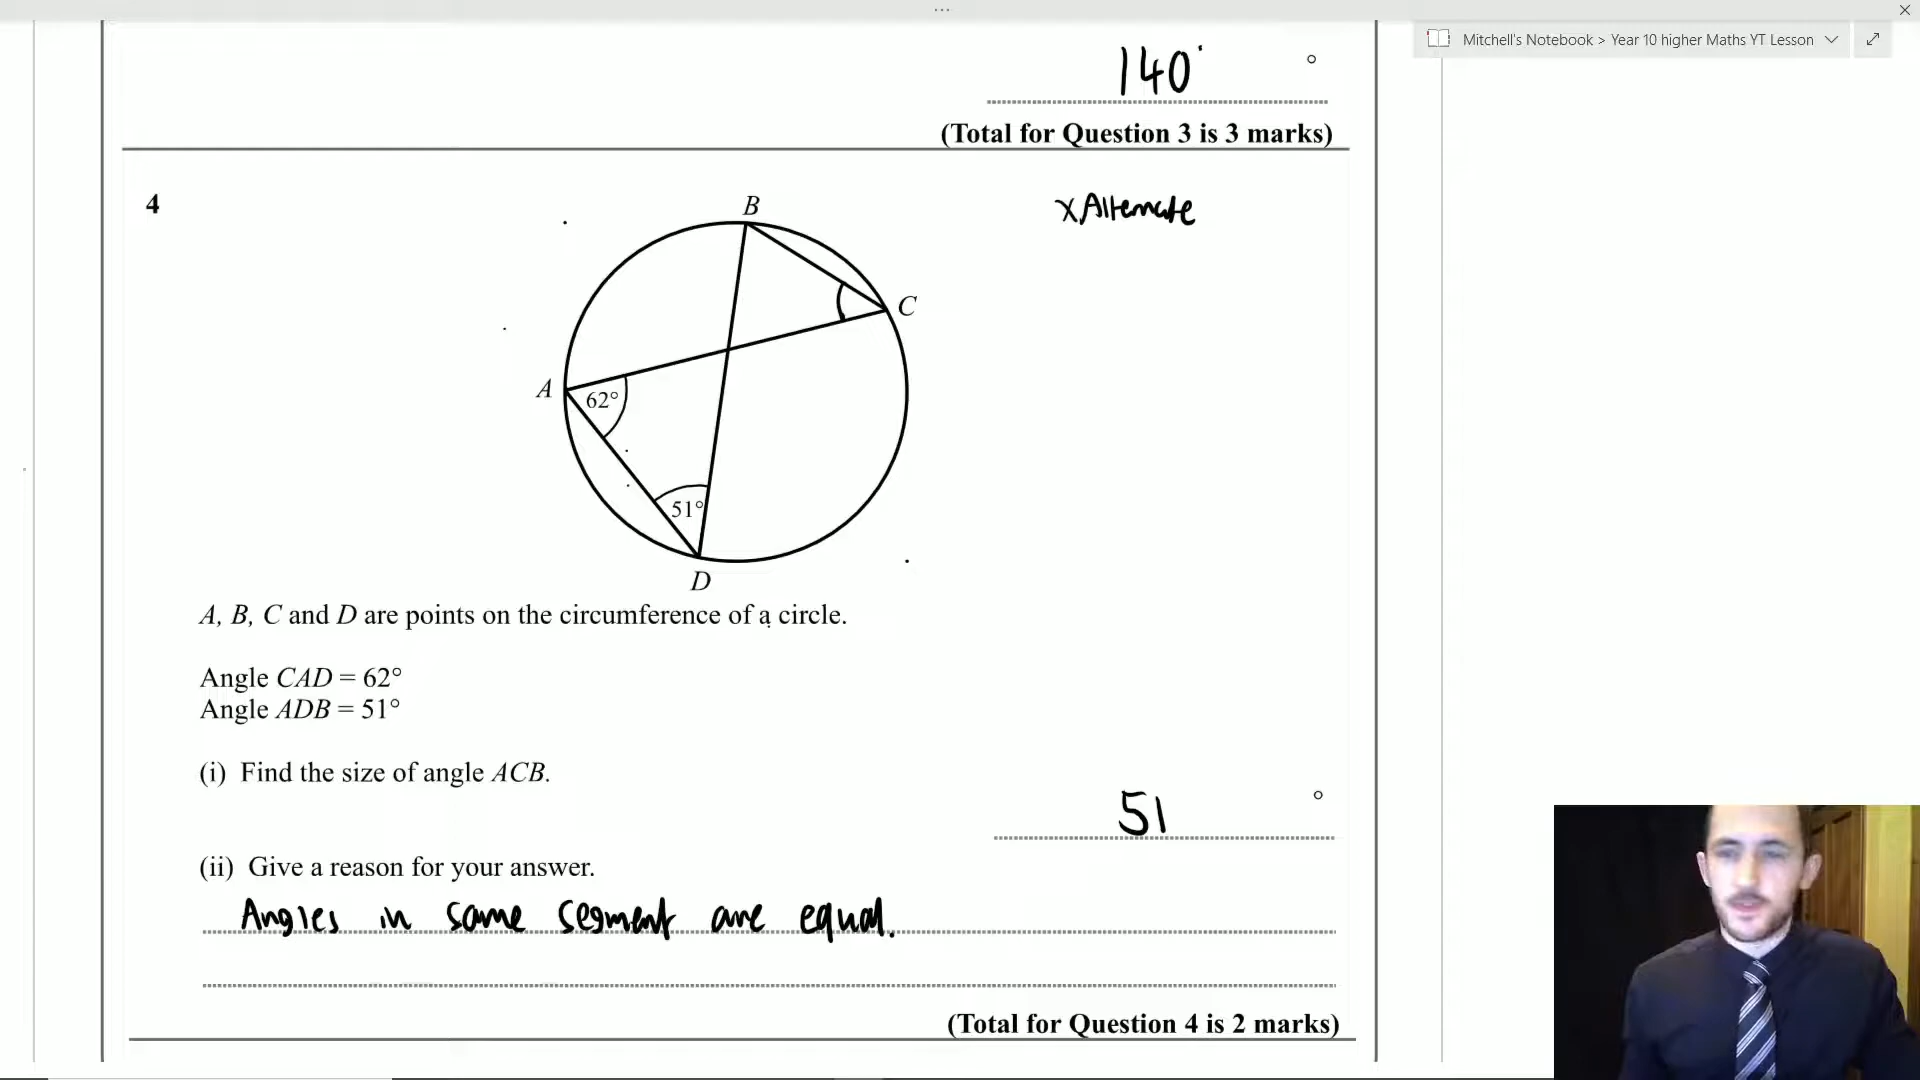 Mitchell's Notebook > Year 10 higher Maths YT Lesson
140 °
(Total for Question 3 is 3 marks)
4
x Alternate
B
C
A
62°
51°
D
A, B, C and D are points on the circumference of a circle.
Angle CAD = 62°
Angle ADB = 51°
(i) Find the size of angle ACB.
51 °
(ii) Give a reason for your answer.
Angles in same segment are equal.
(Total for Question 4 is 2 marks)